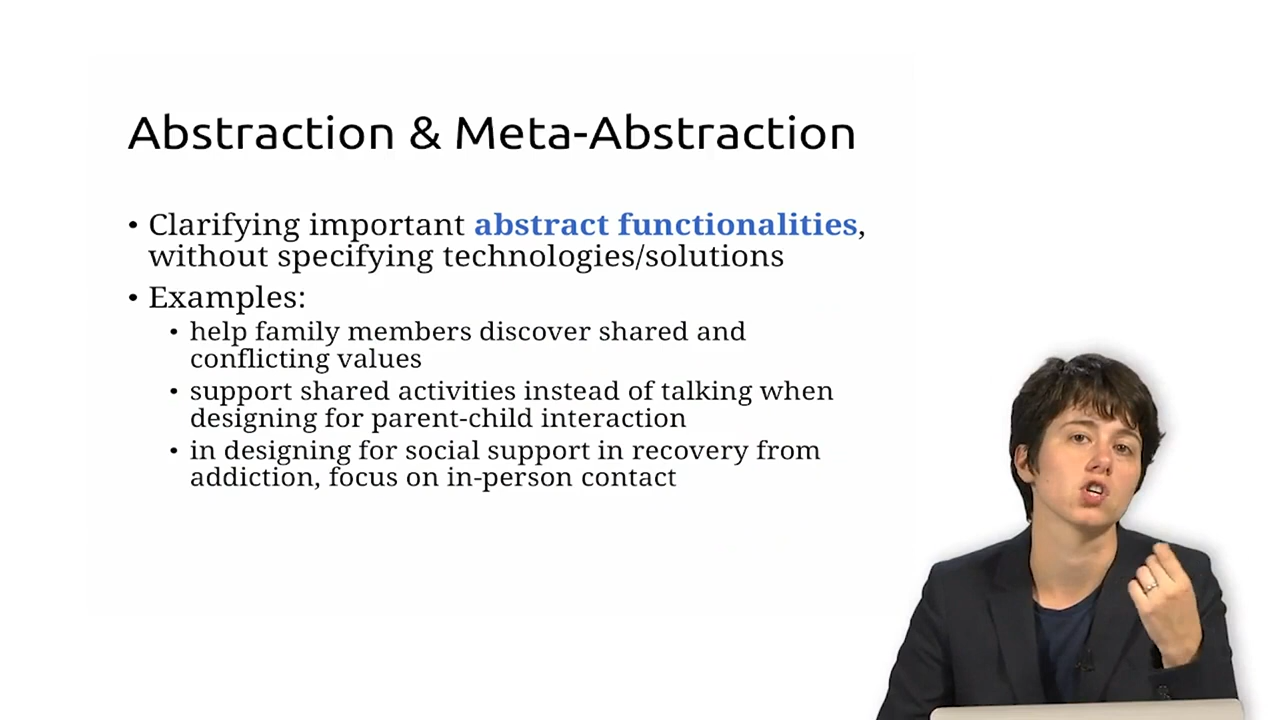 Abstraction & Meta-Abstraction
• Clarifying important abstract functionalities,
without specifying technologies/solutions
• Examples:
• help family members discover shared and
conflicting values
• support shared activities instead of talking when
designing for parent-child interaction
• in designing for social support in recovery from
addiction, focus on in-person contact